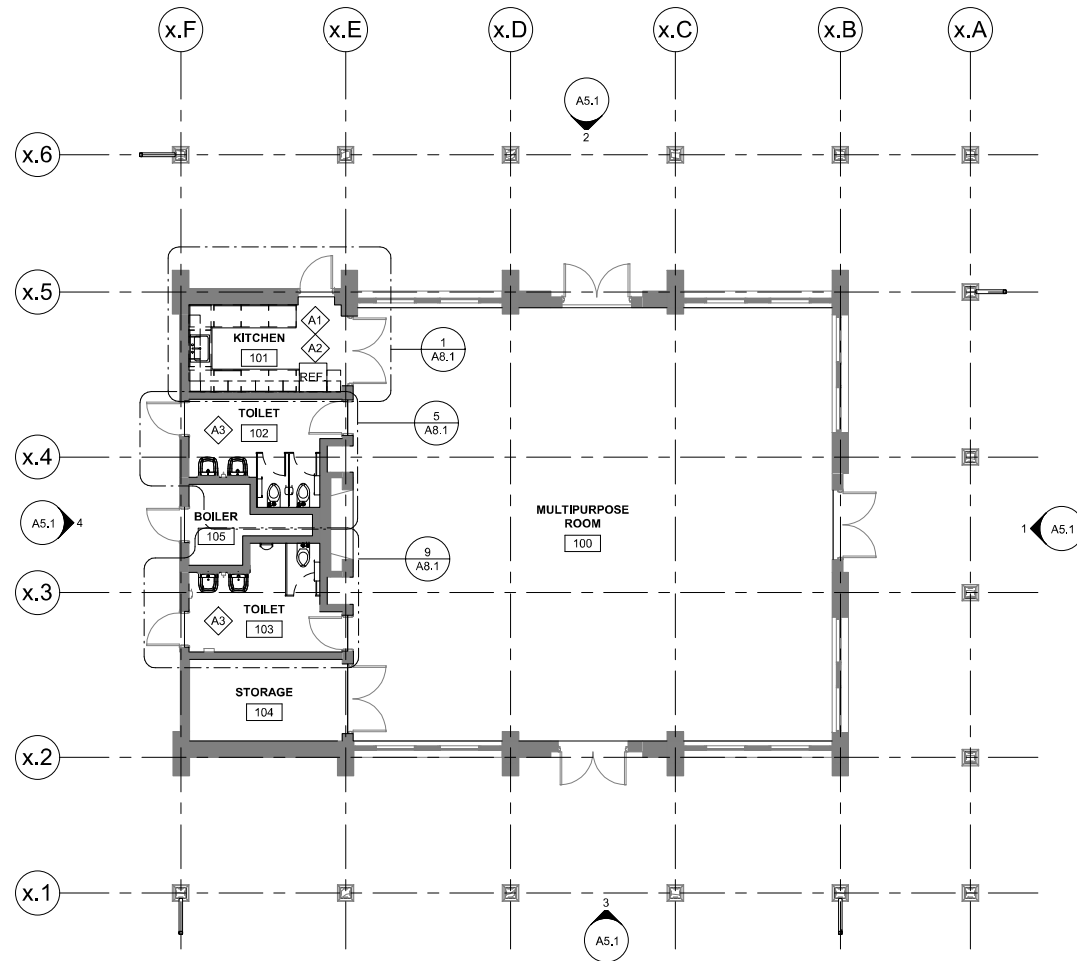 x.F x.E x.D x.C x.B x.A
A5.1
2
x.6
x.5
A1
KITCHEN
A2
101
1
A8.1
REF
TOILET
102
A3
5
A8.1
x.4
BOILER
105
A5.1 4
MULTIPURPOSE
ROOM
100
1 A5.1
9
A8.1
x.3
TOILET
A3
103
STORAGE
104
x.2
x.1
3
A5.1